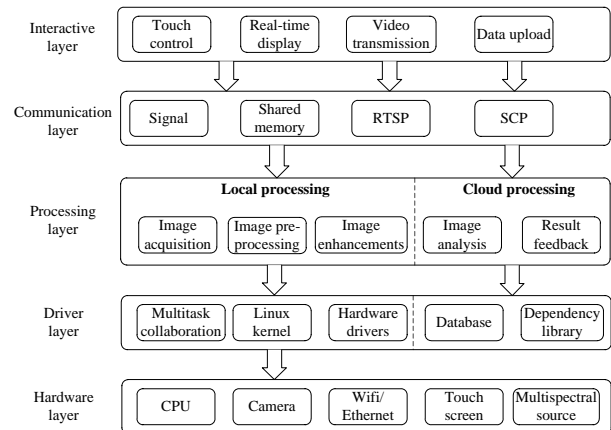 Interactive
layer
Touch
control
Real-time
display
Video
transmission
Data upload
Communication
layer
Signal
Shared
memory
RTSP
SCP
Processing
layer
Local processing
Cloud processing
Image
acquisition
Image pre-
processing
Image
enhancements
Image
analysis
Result
feedback
Driver
layer
Multitask
collaboration
Linux
kernel
Hardware
drivers
Database
Dependency
library
Hardware
layer
CPU
Camera
Wifi/
Ethernet
Touch
screen
Multispectral
source